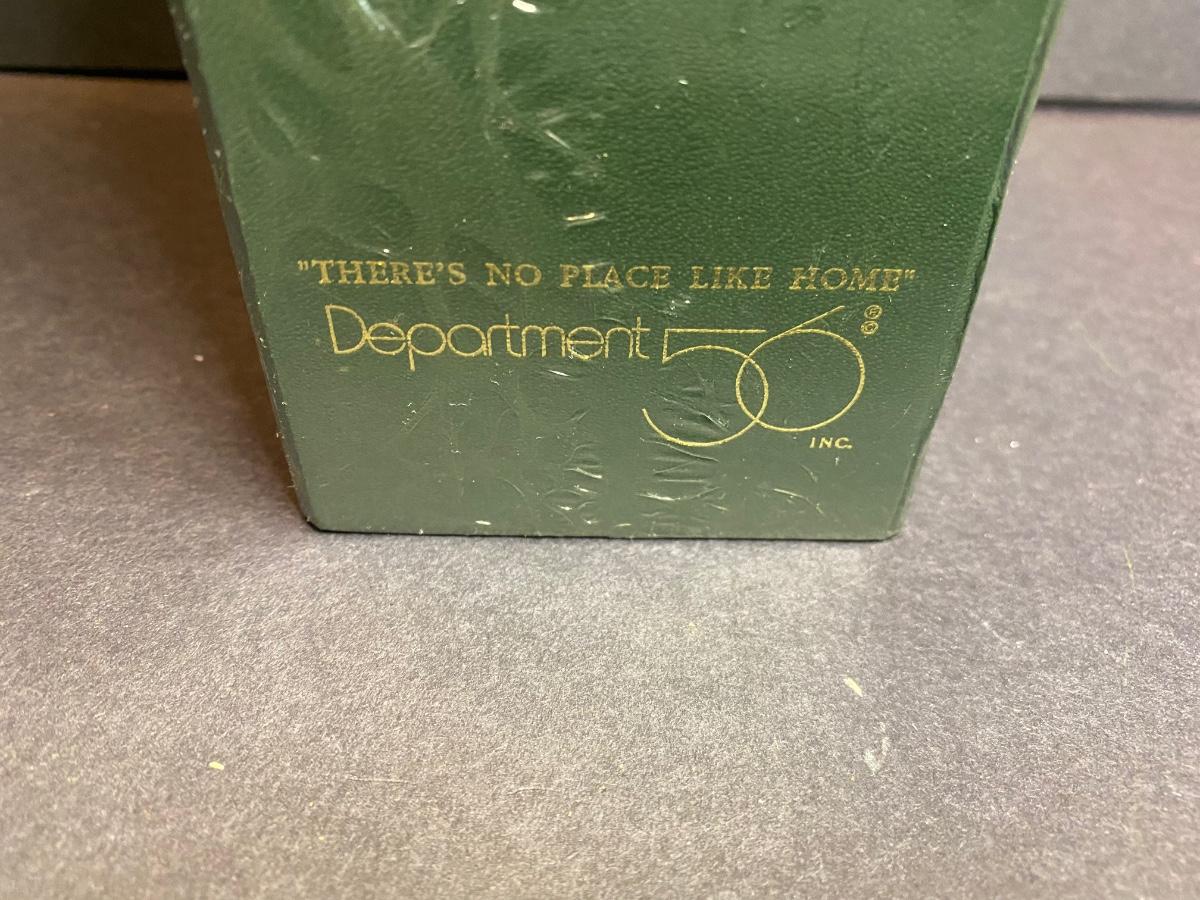 "THERE'S NO PLACE LIKE HOME"
Department 56 ® ©
INC.